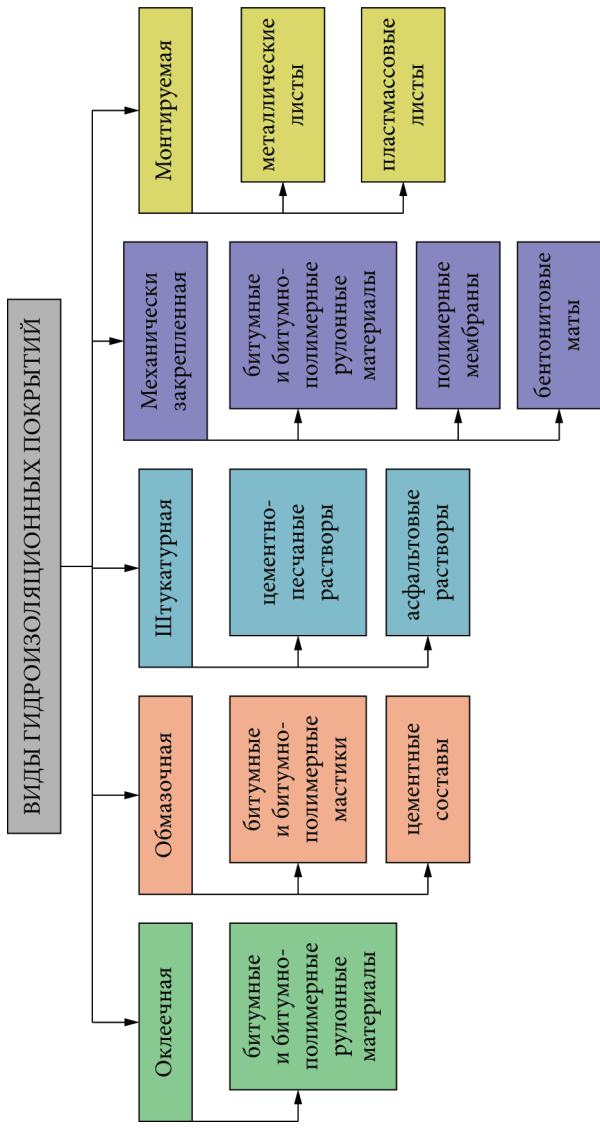 ВИДЫ ГИДРОИЗОЛЯЦИОННЫХ ПОКРЫТИЙ
Оклеечная
битумные
и битумно-
полимерные
рулонные
материалы
Обмазочная
битумные
и битумно-
полимерные
мастики
цементные
составы
Штукатурная
цементно-
песчаные
растворы
асфальтовые
растворы
Механически
закрепленная
битумные
и битумно-
полимерные
рулонные
материалы
полимерные
мембраны
бентонитовые
маты
Монтируемая
металлические
листы
пластмассовые
листы